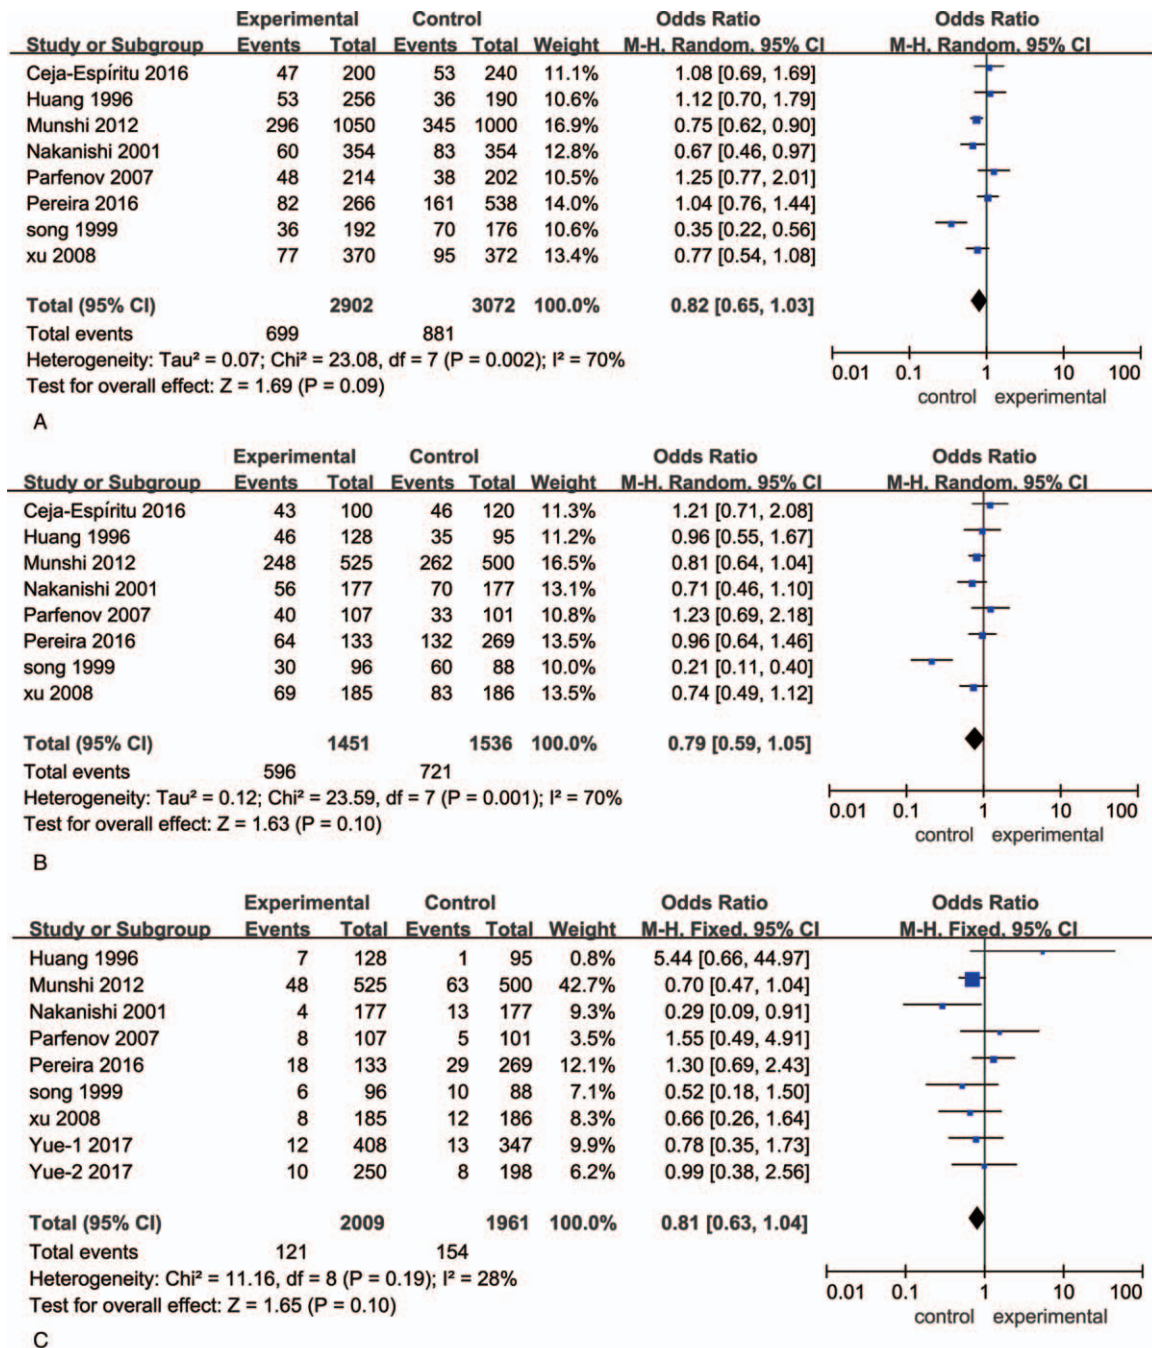 Experimental Control Odds Ratio Odds Ratio
Study or Subgroup Events Total Events Total Weight M-H, Random, 95% CI M-H, Random, 95% CI
Ceja-Espíritu 2016 47 200 53 240 11.1% 1.08 [0.69, 1.69]
Huang 1996 53 256 36 190 10.6% 1.12 [0.70, 1.79]
Munshi 2012 296 1050 345 1000 16.9% 0.75 [0.62, 0.90]
Nakanishi 2001 60 354 83 354 12.8% 0.67 [0.46, 0.97]
Parfenov 2007 48 214 38 202 10.5% 1.25 [0.77, 2.01]
Pereira 2016 82 266 161 538 14.0% 1.04 [0.76, 1.44]
song 1999 36 192 70 176 10.6% 0.35 [0.22, 0.56]
xu 2008 77 370 95 372 13.4% 0.77 [0.54, 1.08]
Total (95% CI) 2902 3072 100.0% 0.82 [0.65, 1.03]
Total events 699 881
Heterogeneity: Tau² = 0.07; Chi² = 23.08, df = 7 (P = 0.002); I² = 70%
Test for overall effect: Z = 1.69 (P = 0.09)
0.01 0.1 1 10 100
control experimental
A
Experimental Control Odds Ratio Odds Ratio
Study or Subgroup Events Total Events Total Weight M-H, Random, 95% CI M-H, Random, 95% CI
Ceja-Espíritu 2016 43 100 46 120 11.3% 1.21 [0.71, 2.08]
Huang 1996 46 128 35 95 11.2% 0.96 [0.55, 1.67]
Munshi 2012 248 525 262 500 16.5% 0.81 [0.64, 1.04]
Nakanishi 2001 56 177 70 177 13.1% 0.71 [0.46, 1.10]
Parfenov 2007 40 107 33 101 10.8% 1.23 [0.69, 2.18]
Pereira 2016 64 133 132 269 13.5% 0.96 [0.64, 1.46]
song 1999 30 96 60 88 10.0% 0.21 [0.11, 0.40]
xu 2008 69 185 83 186 13.5% 0.74 [0.49, 1.12]
Total (95% CI) 1451 1536 100.0% 0.79 [0.59, 1.05]
Total events 596 721
Heterogeneity: Tau² = 0.12; Chi² = 23.59, df = 7 (P = 0.001); I² = 70%
Test for overall effect: Z = 1.63 (P = 0.10)
0.01 0.1 1 10 100
control experimental
B
Experimental Control Odds Ratio Odds Ratio
Study or Subgroup Events Total Events Total Weight M-H, Fixed, 95% CI M-H, Fixed, 95% CI
Huang 1996 7 128 1 95 0.8% 5.44 [0.66, 44.97]
Munshi 2012 48 525 63 500 42.7% 0.70 [0.47, 1.04]
Nakanishi 2001 4 177 13 177 9.3% 0.29 [0.09, 0.91]
Parfenov 2007 8 107 5 101 3.5% 1.55 [0.49, 4.91]
Pereira 2016 18 133 29 269 12.1% 1.30 [0.69, 2.43]
song 1999 6 96 10 88 7.1% 0.52 [0.18, 1.50]
xu 2008 8 185 12 186 8.3% 0.66 [0.26, 1.64]
Yue-1 2017 12 408 13 347 9.9% 0.78 [0.35, 1.73]
Yue-2 2017 10 250 8 198 6.2% 0.99 [0.38, 2.56]
Total (95% CI) 2009 1961 100.0% 0.81 [0.63, 1.04]
Total events 121 154
Heterogeneity: Chi² = 11.16, df = 8 (P = 0.19); I² = 28%
Test for overall effect: Z = 1.65 (P = 0.10)
0.01 0.1 1 10 100
control experimental
C